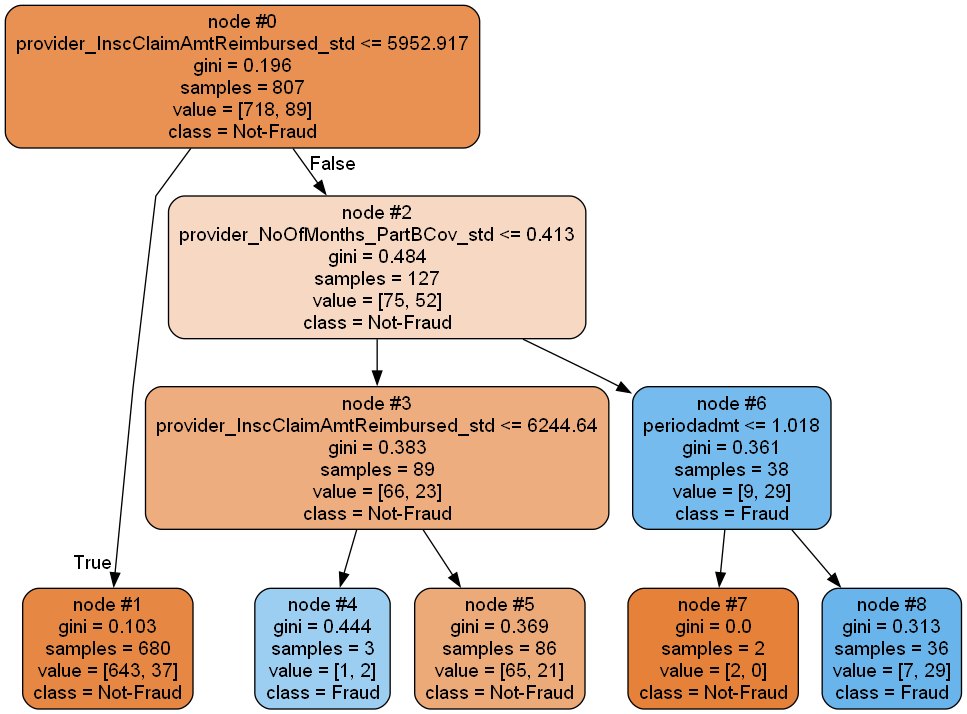 node #0
provider_InscClaimAmtReimbursed_std <= 5952.917
gini = 0.196
samples = 807
value = [718, 89]
class = Not-Fraud
False
node #2
provider_NoOfMonths_PartBCov_std <= 0.413
gini = 0.484
samples = 127
value = [75, 52]
class = Not-Fraud
node #3
provider_InscClaimAmtReimbursed_std <= 6244.64
gini = 0.383
samples = 89
value = [66, 23]
class = Not-Fraud
node #6
periodadmt <= 1.018
gini = 0.361
samples = 38
value = [9, 29]
class = Fraud
True
node #1
gini = 0.103
samples = 680
value = [643, 37]
class = Not-Fraud
node #4
gini = 0.444
samples = 3
value = [1, 2]
class = Fraud
node #5
gini = 0.369
samples = 86
value = [65, 21]
class = Not-Fraud
node #7
gini = 0.0
samples = 2
value = [2, 0]
class = Not-Fraud
node #8
gini = 0.313
samples = 36
value = [7, 29]
class = Fraud